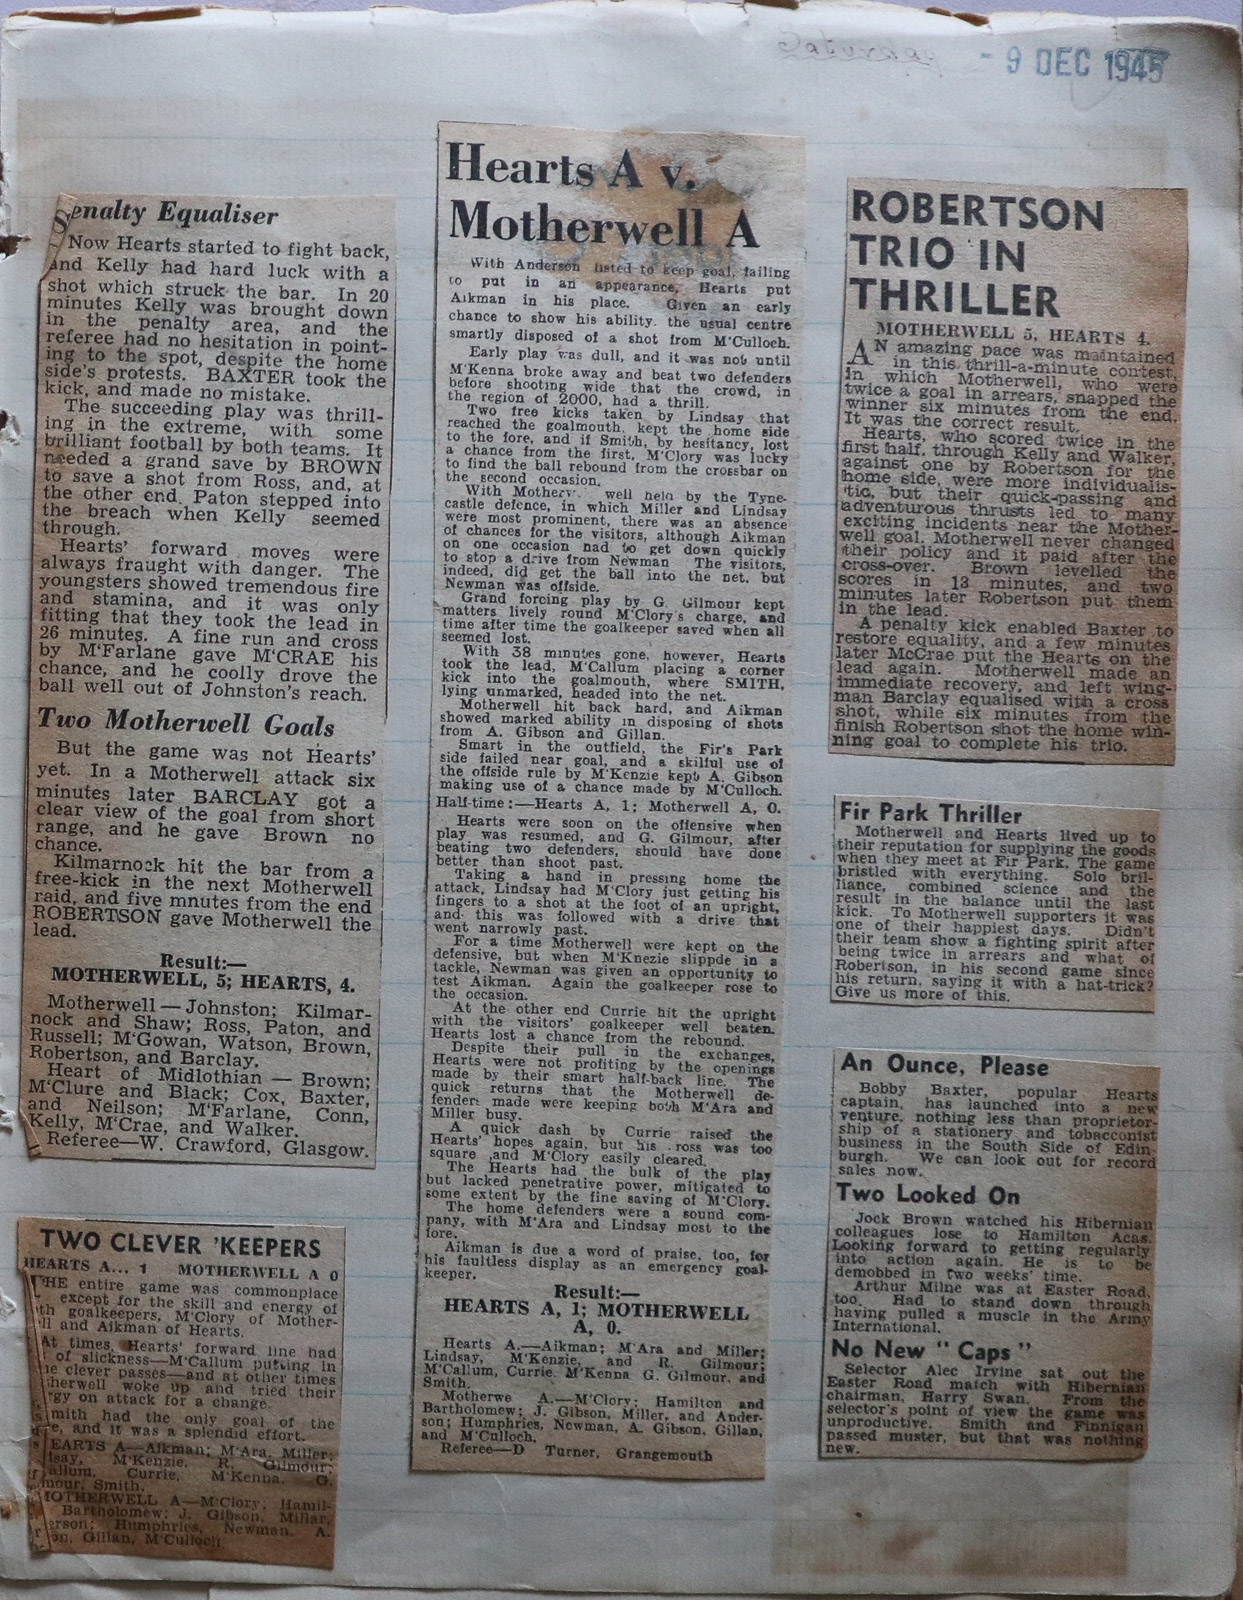 Saturday
- 9 DEC 1945
Penalty Equaliser
Now Hearts started to fight back,
and Kelly had hard luck with a
shot which struck the bar. In 20
minutes Kelly was brought down
in the penalty area, and the
referee had no hesitation in point-
ing to the spot, despite the home
side's protests. BAXTER took the
kick, and made no mistake.
The succeeding play was thrill-
ing in the extreme, with some
brilliant football by both teams. It
needed a grand save by BROWN
to save a shot from Ross, and, at
the other end, Paton stepped into
the breach when Kelly seemed
through.
Hearts' forward moves were
always fraught with danger. The
youngsters showed tremendous fire
and stamina, and it was only
fitting that they took the lead in
26 minutes. A fine run and cross
by M'Farlane gave M'CRAE his
chance, and he coolly drove the
ball well out of Johnston's reach.
Two Motherwell Goals
But the game was not Hearts'
yet. In a Motherwell attack six
minutes later BARCLAY got a
clear view of the goal from short
range, and he gave Brown no
chance.
Kilmarnock hit the bar from a
free-kick in the next Motherwell
raid, and five mnutes from the end
ROBERTSON gave Motherwell the
lead.
Result:—
MOTHERWELL, 5; HEARTS, 4.
Motherwell — Johnston; Kilmar-
nock and Shaw; Ross, Paton, and
Russell; M'Gowan, Watson, Brown,
Robertson, and Barclay.
Heart of Midlothian — Brown;
M'Clure and Black; Cox, Baxter,
and Neilson; M'Farlane, Conn,
Kelly, M'Crae, and Walker.
Referee—W. Crawford, Glasgow.
TWO CLEVER 'KEEPERS
HEARTS A... 1 MOTHERWELL A 0
THE entire game was commonplace
except for the skill and energy of
th goalkeepers, M'Clory of Mother-
ll and Aikman of Hearts.
At times, Hearts' forward line had
of slickness—M'Callum putting in
e clever passes—and at other times
herwell woke up and tried their
gy on attack for a change.
mith had the only goal of the
e, and it was a splendid effort.
EARTS A—Aikman; M'Ara, Miller;
say, M'Kenzie, R. Gilmour;
allum, Currie, M'Kenna, G.
mour, Smith.
MOTHERWELL A—M'Clory; Hamil-
Bartholomew; J. Gibson, Millar,
erson; Humphries, Newman, A.
on, Gillan, M'Culloch.
Hearts A v.
Motherwell A
With Anderson listed to keep goal, failing
to put in an appearance, Hearts put
Aikman in his place. Given an early
chance to show his ability, the usual centre
smartly disposed of a shot from M'Culloch.
Early play was dull, and it was not until
M'Kenna broke away and beat two defenders
before shooting wide that the crowd, in
the region of 2000, had a thrill.
Two free kicks taken by Lindsay that
reached the goalmouth, kept the home side
to the fore, and if Smith, by hesitancy, lost
a chance from the first, M'Clory was lucky
to find the ball rebound from the crossbar on
the second occasion.
With Motherwell well held by the Tyne-
castle defence, in which Miller and Lindsay
were most prominent, there was an absence
of chances for the visitors, although Aikman
on one occasion had to get down quickly
to stop a drive from Newman The visitors,
indeed, did get the ball into the net, but
Newman was offside.
Grand forcing play by G. Gilmour kept
matters lively round M'Clory's charge, and
time after time the goalkeeper saved when all
seemed lost.
With 38 minutes gone, however, Hearts
took the lead, M'Callum placing a corner
kick into the goalmouth, where SMITH,
lying unmarked, headed into the net.
Motherwell hit back hard, and Aikman
showed marked ability in disposing of shots
from A. Gibson and Gillan.
Smart in the outfield, the Fir's Park
side failed near goal, and a skilful use of
the offside rule by M'Kenzie kept A. Gibson
making use of a chance made by M'Culloch.
Half-time:—Hearts A, 1; Motherwell A, 0.
Hearts were soon on the offensive when
play was resumed, and G. Gilmour, after
beating two defenders, should have done
better than shoot past.
Taking a hand in pressing home the
attack, Lindsay had M'Clory just getting his
fingers to a shot at the foot of an upright,
and this was followed with a drive that
went narrowly past.
For a time Motherwell were kept on the
defensive, but when M'Knezie slippde in a
tackle, Newman was given an opportunity to
test Aikman. Again the goalkeeper rose to
the occasion.
At the other end Currie hit the upright
with the visitors' goalkeeper well beaten.
Hearts lost a chance from the rebound.
Despite their pull in the exchanges,
Hearts were not profiting by the openings
made by their smart half-back line. The
quick returns that the Motherwell de-
fenders made were keeping both M'Ara and
Miller busy.
A quick dash by Currie raised the
Hearts' hopes again, but his ross was too
square ,and M'Clory easily cleared.
The Hearts had the bulk of the play
but lacked penetrative power, mitigated to
some extent by the fine saving of M'Clory.
The home defenders were a sound com-
pany, with M'Ara and Lindsay most to the
fore.
Aikman is due a word of praise, too, for
his faultless display as an emergency goal-
keeper.
Result:—
HEARTS A, 1; MOTHERWELL
A, 0.
Hearts A.—Aikman; M'Ara and Miller;
Lindsay, M'Kenzie, and R. Gilmour;
M'Callum, Currie, M'Kenna G. Gilmour, and
Smith.
Motherwe A.—M'Clory; Hamilton and
Bartholomew; J. Gibson, Miller, and Ander-
son; Humphries, Newman, A. Gibson, Gillan,
and M'Culloch.
Referee—D Turner, Grangemouth
ROBERTSON
TRIO IN
THRILLER
MOTHERWELL 5, HEARTS 4.
AN amazing pace was maintained
in this thrill-a-minute contest,
in which Motherwell, who were
twice a goal in arrears, snapped the
winner six minutes from the end.
It was the correct result.
Hearts, who scored twice in the
first half, through Kelly and Walker,
against one by Robertson for the
home side, were more individualis-
tic, but their quick-passing and
adventurous thrusts led to many
exciting incidents near the Mother-
well goal. Motherwell never changed
their policy and it paid after the
cross-over. Brown levelled the
scores in 13 minutes, and two
minutes later Robertson put them
in the lead.
A penalty kick enabled Baxter to
restore equality, and a few minutes
later McCrae put the Hearts on the
lead again. Motherwell made an
immediate recovery, and left wing-
man Barclay equalised with a cross
shot, while six minutes from the
finish Robertson shot the home win-
ning goal to complete his trio.
Fir Park Thriller
Motherwell and Hearts lived up to
their reputation for supplying the goods
when they meet at Fir Park. The game
bristled with everything. Solo bril-
liance, combined science and the
result in the balance until the last
kick. To Motherwell supporters it was
one of their happiest days. Didn't
their team show a fighting spirit after
being twice in arrears and what of
Robertson, in his second game since
his return, saying it with a hat-trick?
Give us more of this.
An Ounce, Please
Bobby Baxter, popular Hearts
captain, has launched into a new
venture, nothing less than proprietor-
ship of a stationery and tobacconist
business in the South Side of Edin-
burgh. We can look out for record
sales now.
Two Looked On
Jock Brown watched his Hibernian
colleagues lose to Hamilton Acas.
Looking forward to getting regularly
into action again. He is to be
demobbed in two weeks' time.
Arthur Milne was at Easter Road,
too. Had to stand down through
having pulled a muscle in the Army
International.
No New "Caps"
Selector Alec Irvine sat out the
Easter Road match with Hibernian
chairman, Harry Swan. From the
selector's point of view the game was
unproductive. Smith and Finnigan
passed muster, but that was nothing
new.